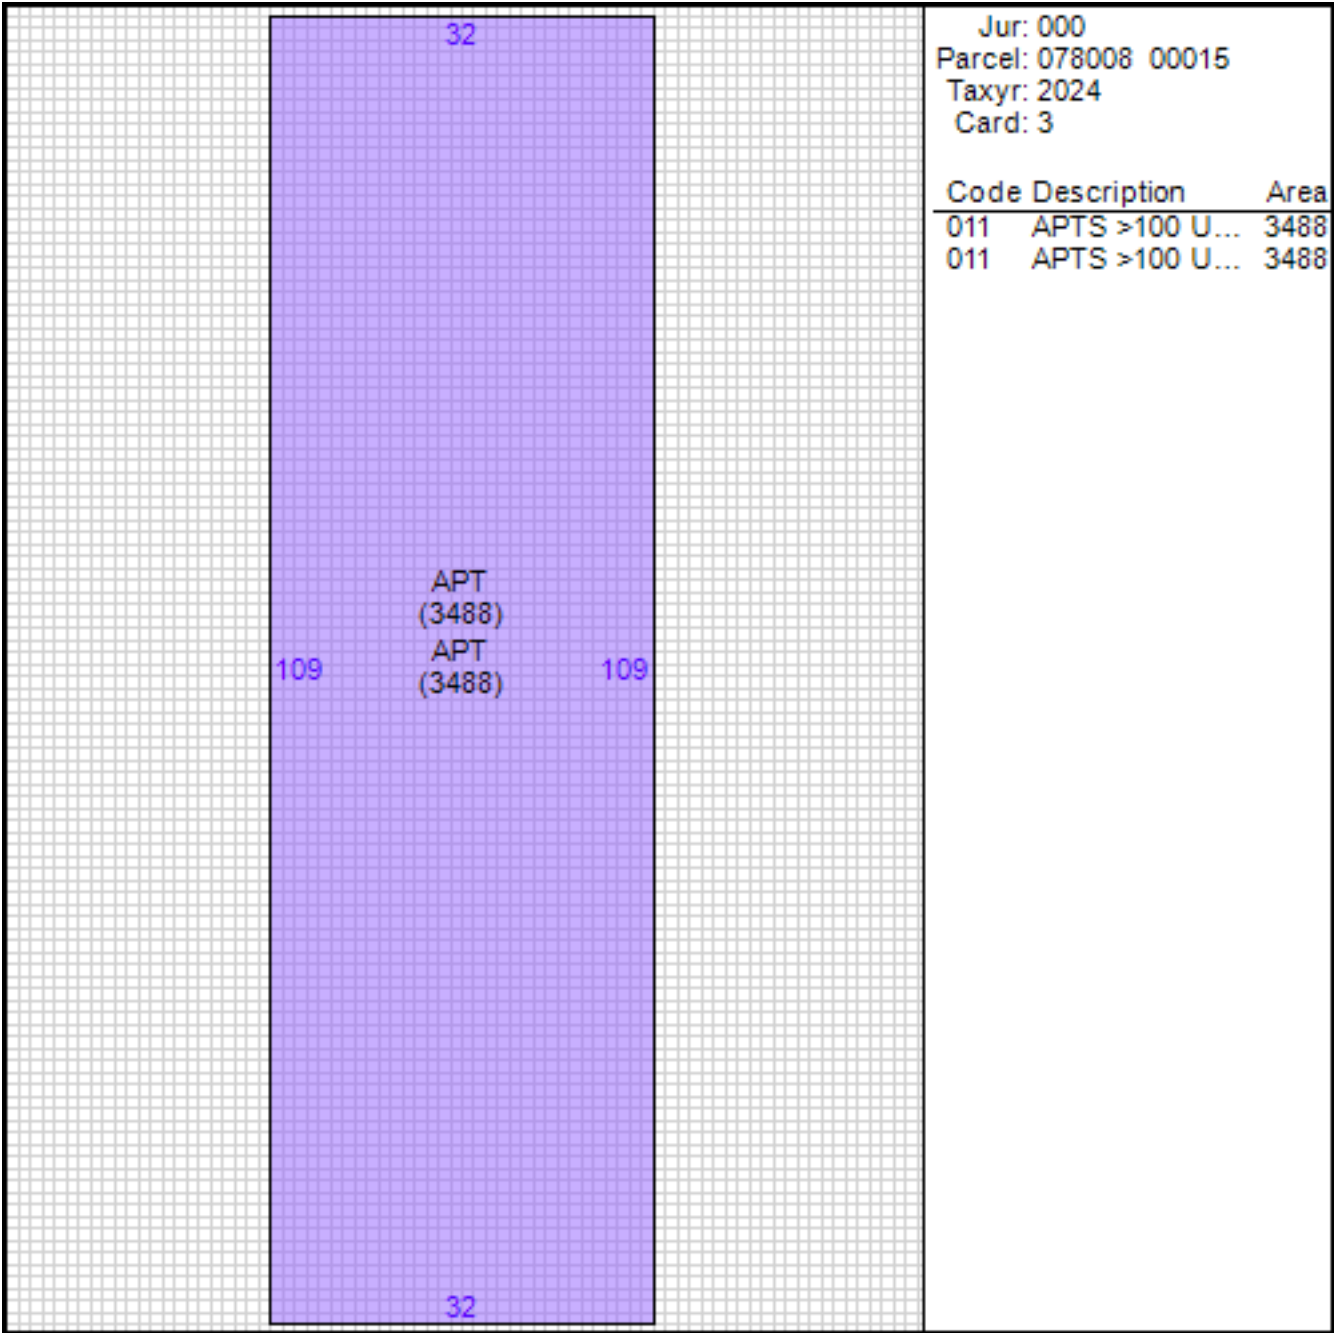 32
APT
(3488)
APT
(3488)
109 109
32
Jur: 000
Parcel: 078008 00015
Taxyr: 2024
Card: 3
Code Description Area
011 APTS >100 U... 3488
011 APTS >100 U... 3488